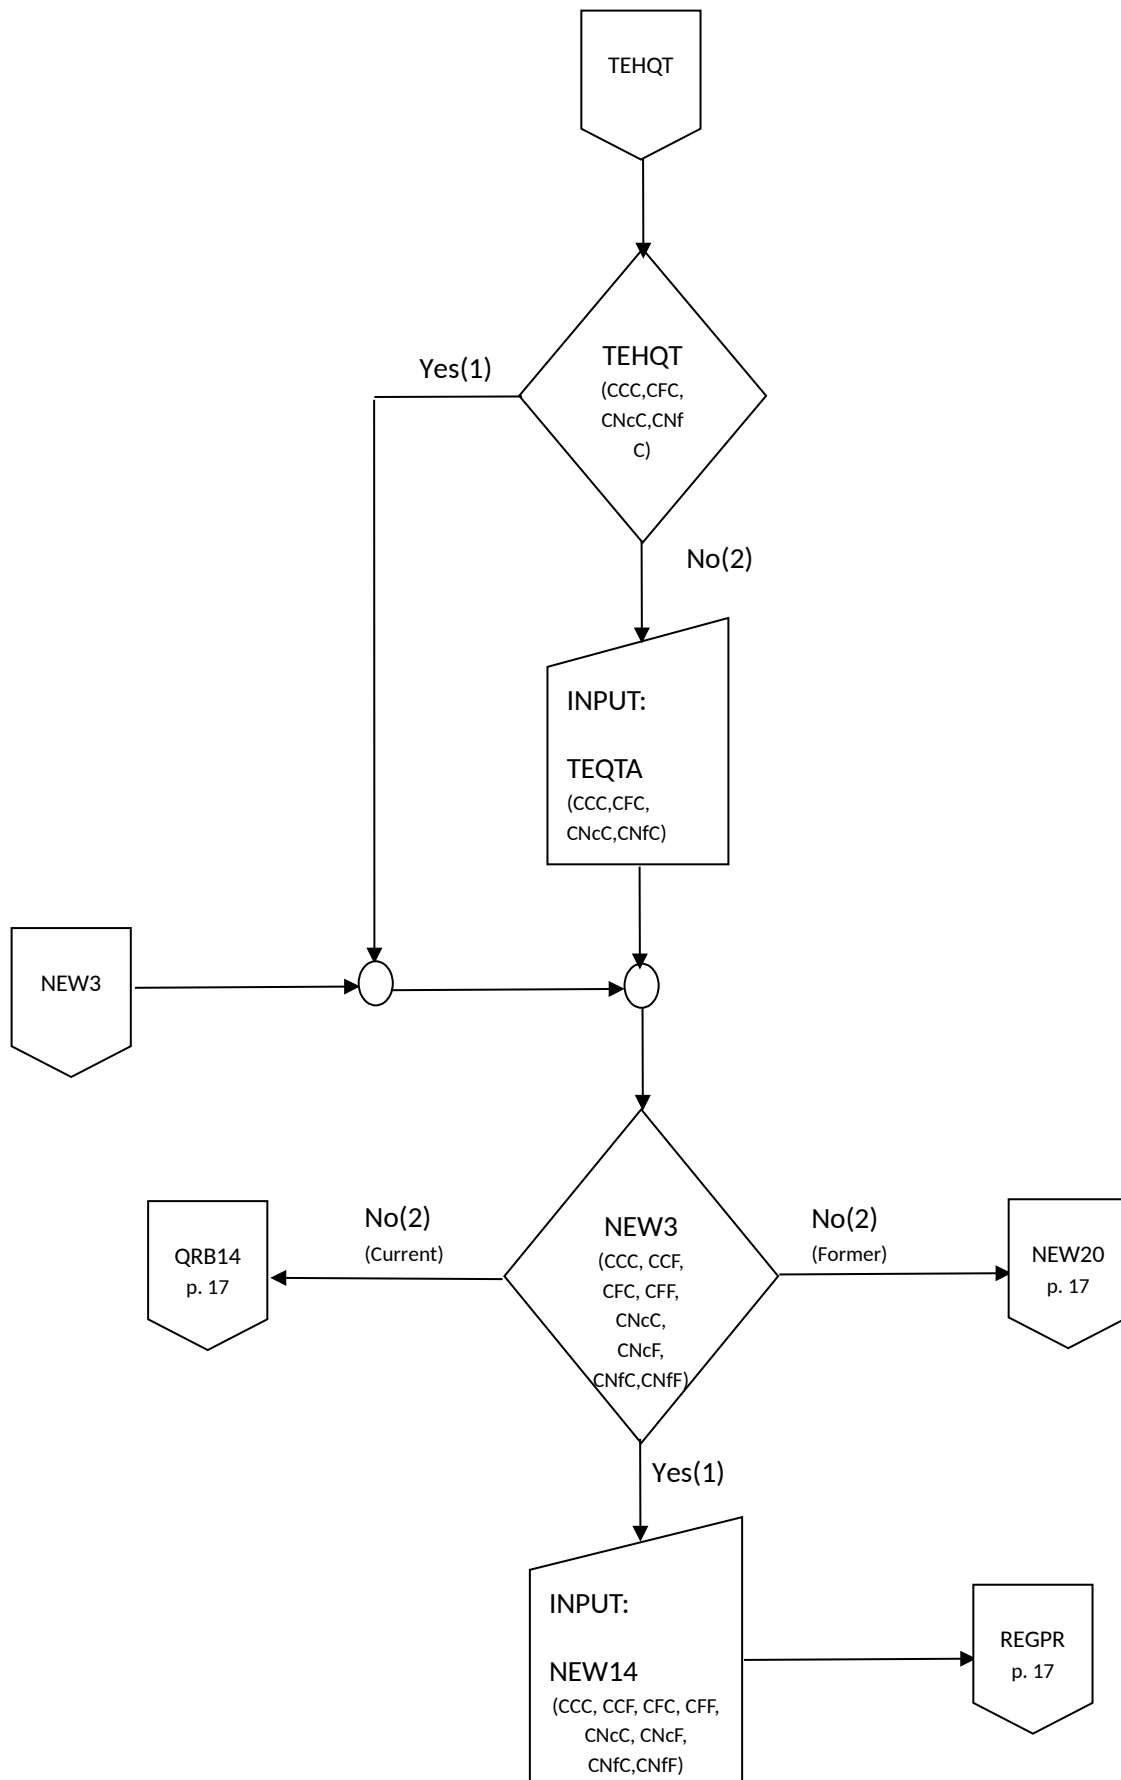 TEHQT
TEHQT
(CCC,CFC,
CNcC,CNf
C)
Yes(1)
No(2)
INPUT:
TEQTA
(CCC,CFC,
CNcC,CNfC)
NEW3
NEW3
(CCC, CCF,
CFC, CFF,
CNcC,
CNcF,
CNfC,CNfF)
No(2)
(Current)
QRB14
p. 17
No(2)
(Former)
NEW20
p. 17
Yes(1)
INPUT:
NEW14
(CCC, CCF, CFC, CFF,
CNcC, CNcF,
CNfC,CNfF)
REGPR
p. 17